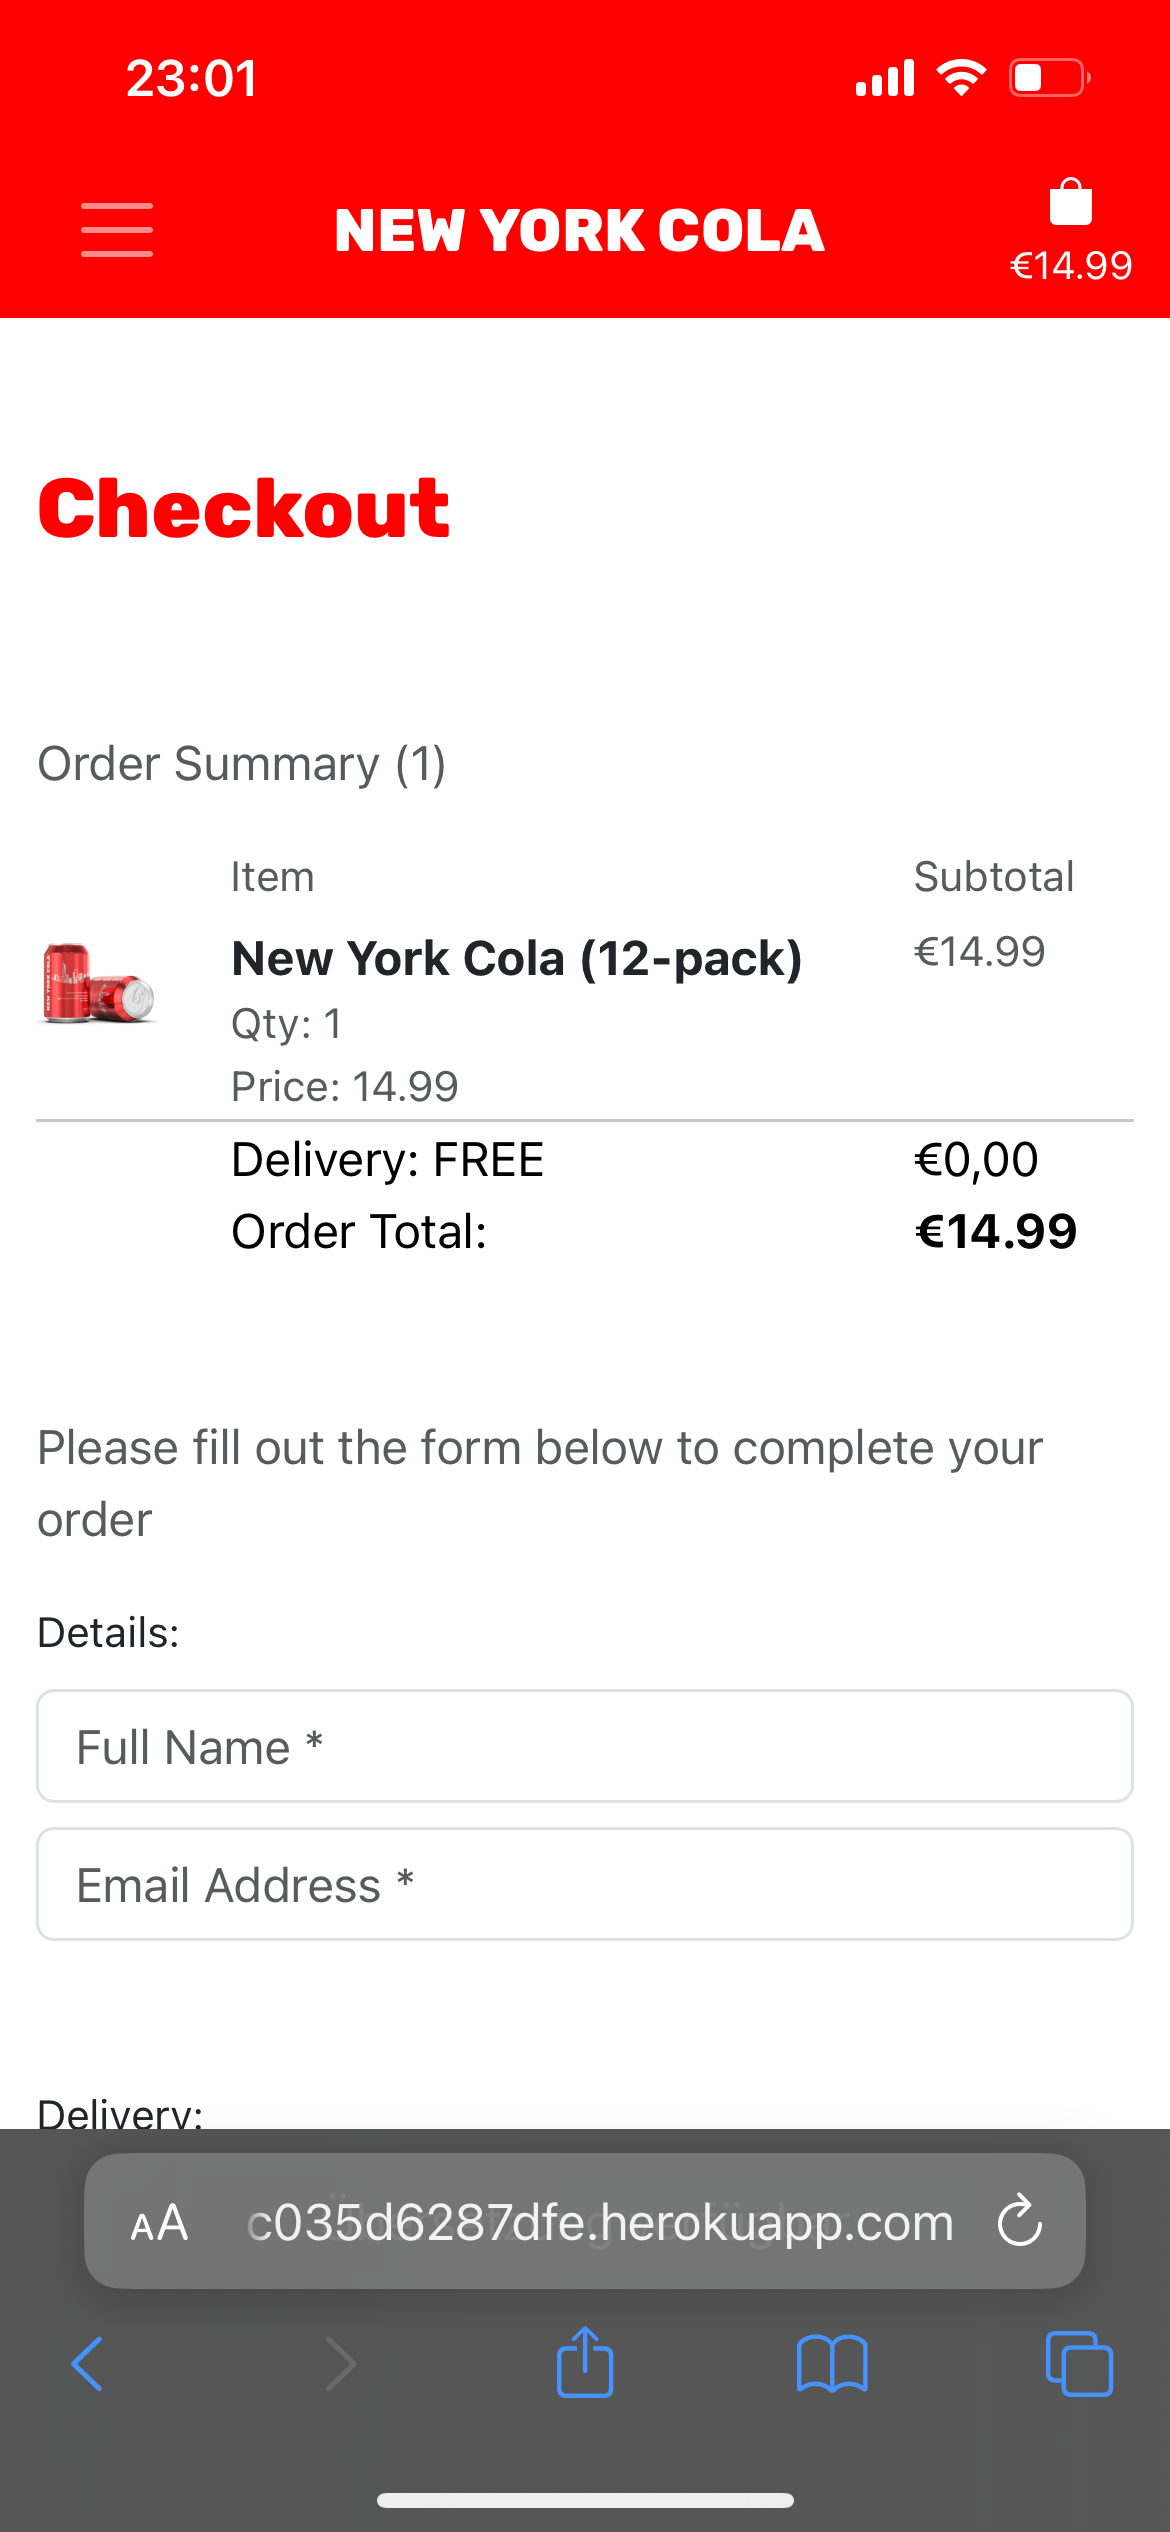 23:01
NEW YORK COLA
€14.99
Checkout
Order Summary (1)
Item Subtotal
New York Cola (12-pack) €14.99
Qty: 1
Price: 14.99
Delivery: FREE €0,00
Order Total: €14.99
Please fill out the form below to complete your
order
Details:
Full Name *
Email Address *
Delivery:
AA c035d6287dfe.herokuapp.com